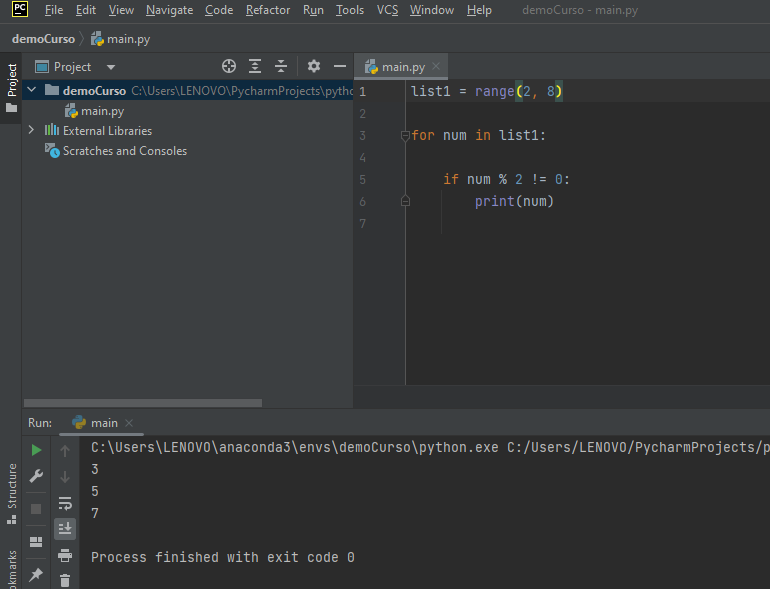 PC File Edit View Navigate Code Refactor Run Tools VCS Window Help demoCurso - main.py
demoCurso main.py
Project
Project
main.py
demoCurso C:\Users\LENOVO\PycharmProjects\pytho
main.py
External Libraries
Scratches and Consoles
1 list1 = range(2, 8)
2
3 for num in list1:
4
5 if num % 2 != 0:
6 print(num)
7
Run: main
C:\Users\LENOVO\anaconda3\envs\demoCurso\python.exe C:/Users/LENOVO/PycharmProjects/p
3
5
7
Process finished with exit code 0
Structure
okmarks